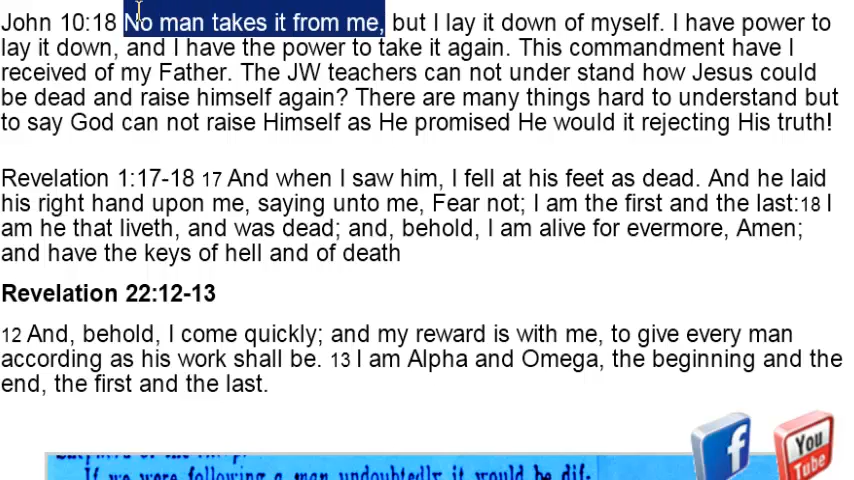 John 10:18 No man takes it from me, but I lay it down of myself. I have power to
lay it down, and I have the power to take it again. This commandment have I
received of my Father. The JW teachers can not under stand how Jesus could
be dead and raise himself again? There are many things hard to understand but
to say God can not raise Himself as He promised He would it rejecting His truth!
Revelation 1:17-18 17 And when I saw him, I fell at his feet as dead. And he laid
his right hand upon me, saying unto me, Fear not; I am the first and the last:18 I
am he that liveth, and was dead; and, behold, I am alive for evermore, Amen;
and have the keys of hell and of death
Revelation 22:12-13
12 And, behold, I come quickly; and my reward is with me, to give every man
according as his work shall be. 13 I am Alpha and Omega, the beginning and the
end, the first and the last.
f You
Tube
If we were following a man undoubtedly it would be dif-